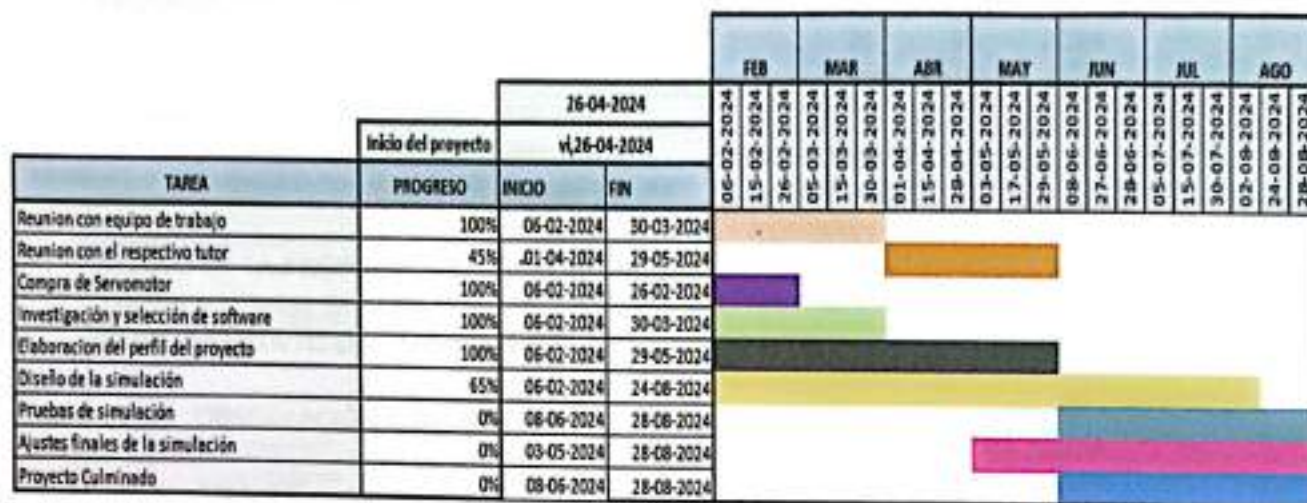 FEB MAR ABR MAY JUN JUL AGO
26-04-2024
06-02-2024 15-02-2024 26-02-2024 05-03-2024 15-03-2024 30-03-2024 01-04-2024 15-04-2024 28-04-2024 03-05-2024 17-05-2024 29-05-2024 08-06-2024 27-06-2024 28-06-2024 05-07-2024 15-07-2024 30-07-2024 02-08-2024 24-08-2024 28-08-2024
Inicio del proyecto vi,26-04-2024
TAREA PROGRESO INICIO FIN
Reunion con equipo de trabajo 100% 06-02-2024 30-03-2024
Reunion con el respectivo tutor 45% .01-04-2024 29-05-2024
Compra de Servomotor 100% 06-02-2024 26-02-2024
Investigación y selección de software 100% 06-02-2024 30-03-2024
Elaboracion del perfil del proyecto 100% 06-02-2024 29-05-2024
Diseño de la simulación 65% 06-02-2024 24-08-2024
Pruebas de simulación 0% 08-06-2024 28-08-2024
Ajustes finales de la simulación 0% 03-05-2024 28-08-2024
Proyecto Culminado 0% 08-06-2024 28-08-2024